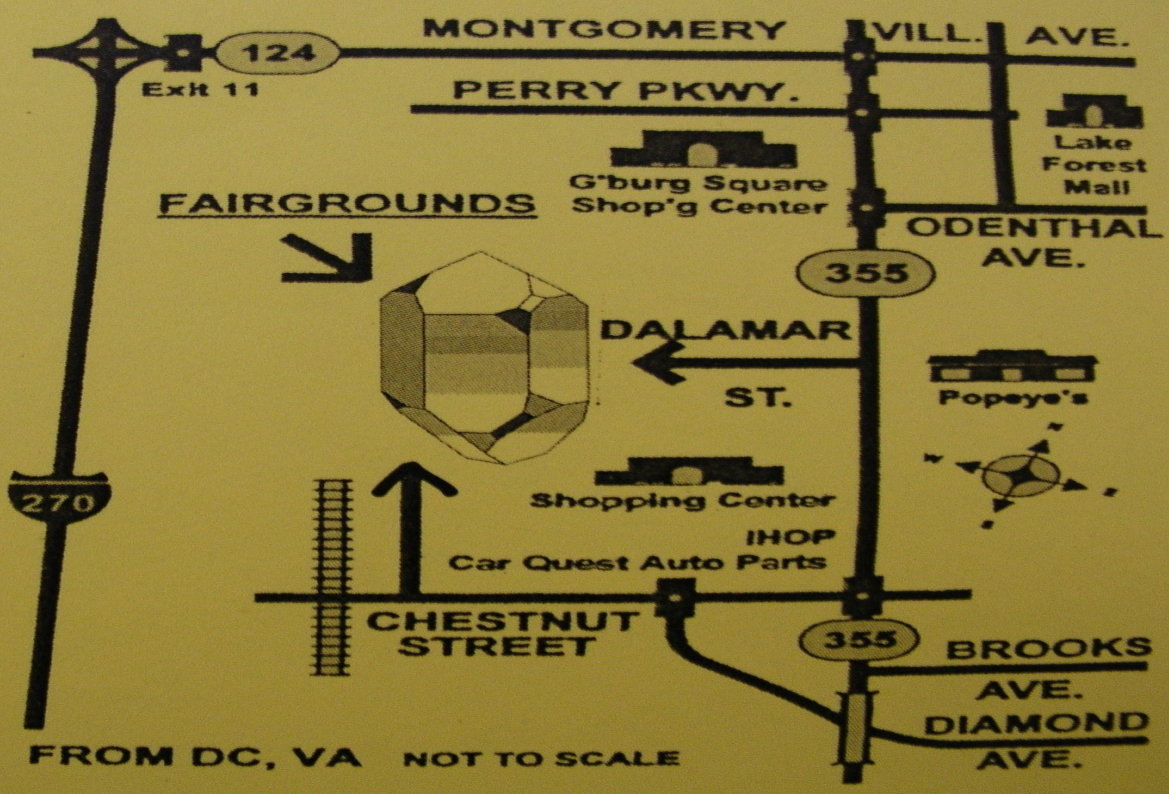 MONTGOMERY VILL. AVE.
124
Exit 11
PERRY PKWY.
Lake
Forest
Mall
G'burg Square
Shop'g Center
FAIRGROUNDS
ODENTHAL
AVE.
355
DALAMAR
ST.
Popeye's
N
W
E
S
270
Shopping Center
IHOP
Car Quest Auto Parts
CHESTNUT
STREET
355
BROOKS
AVE.
DIAMOND
AVE.
FROM DC, VA NOT TO SCALE